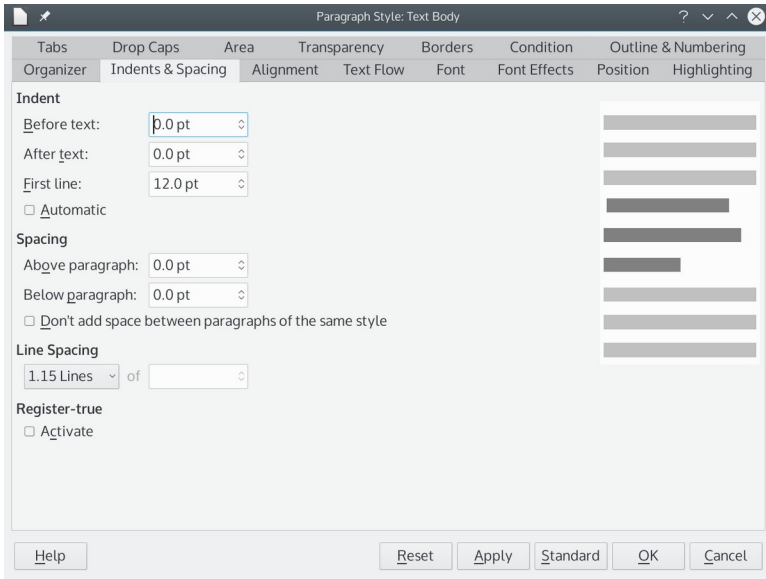 Paragraph Style: Text Body
Tabs Drop Caps Area Transparency Borders Condition Outline & Numbering
Organizer Indents & Spacing Alignment Text Flow Font Font Effects Position Highlighting
Indent
Before text: 0.0 pt
After text: 0.0 pt
First line: 12.0 pt
Automatic
Spacing
Above paragraph: 0.0 pt
Below paragraph: 0.0 pt
Don't add space between paragraphs of the same style
Line Spacing
1.15 Lines of
Register-true
Activate
Help Reset Apply Standard OK Cancel